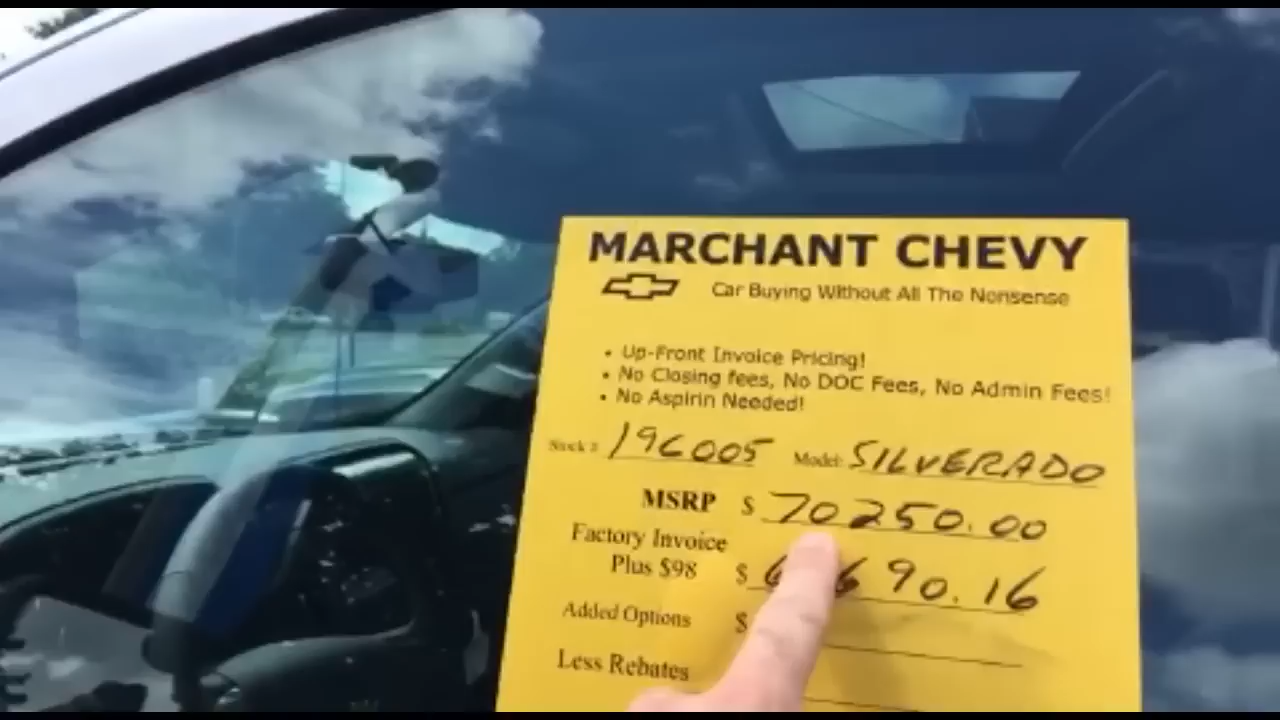 MARCHANT CHEVY
Car Buying Without All The Nonsense
• Up-Front Invoice Pricing!
• No Closing fees, No DOC Fees, No Admin Fees!
• No Aspirin Needed!
Stock # 196005 Model: SILVERADO
MSRP $ 70250.00
Factory Invoice
Plus $98 $
Added Options $
Less Rebates